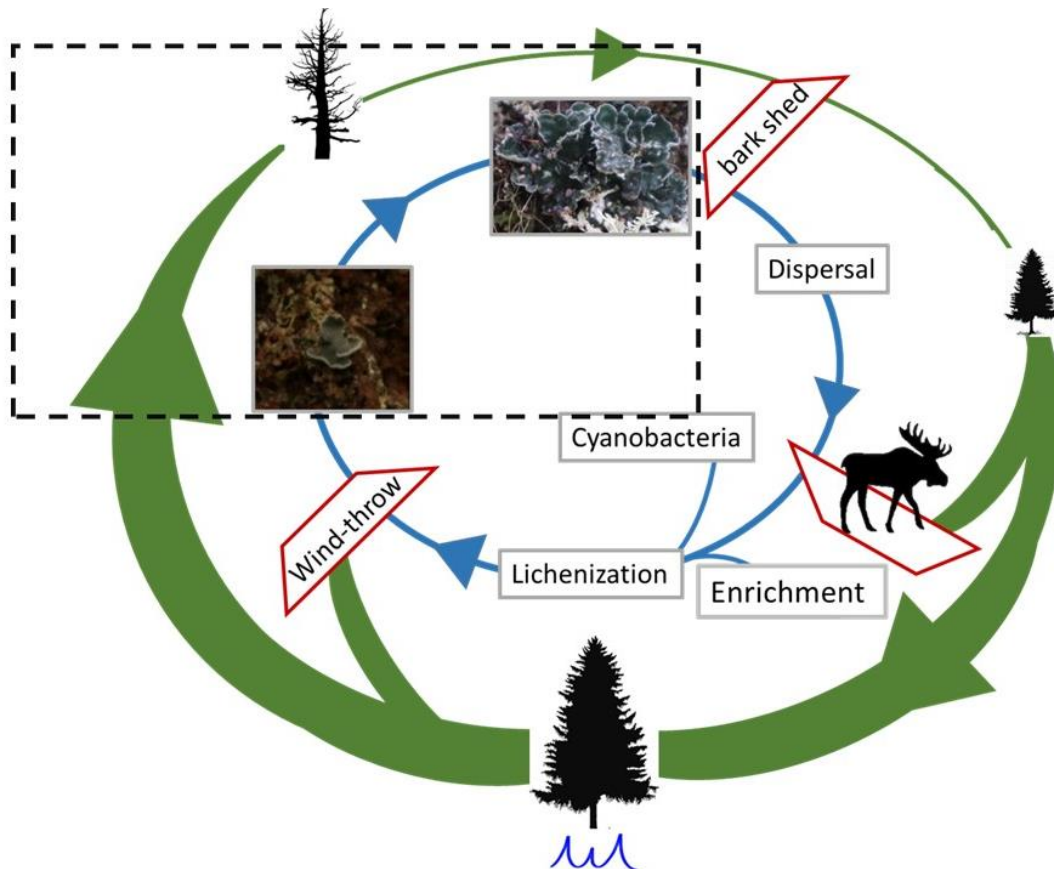 bark shed
Dispersal
Cyanobacteria
Wind-throw
Lichenization
Enrichment